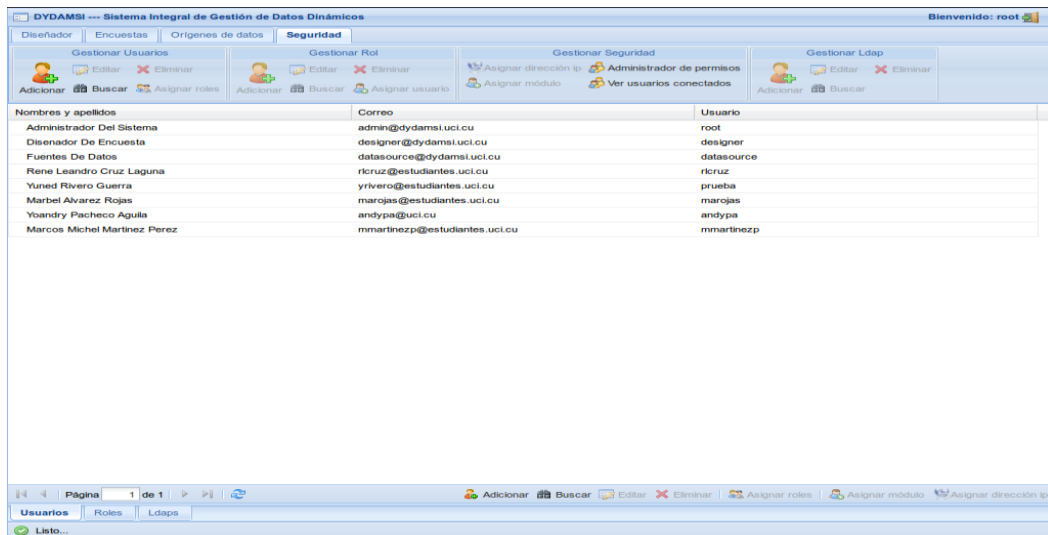 DYDAMSI --- Sistema Integral de Gestión de Datos Dinámicos Bienvenido: root
Diseñador Encuestas Orígenes de datos Seguridad
Gestionar Usuarios Gestionar Rol Gestionar Seguridad Gestionar Ldap
Editar Eliminar Editar Eliminar Asignar dirección ip Administrador de permisos Editar Eliminar
Adicionar Buscar Asignar roles Adicionar Buscar Asignar usuario Asignar módulo Ver usuarios conectados Adicionar Buscar
Nombres y apellidos Correo Usuario
Administrador Del Sistema admin@dydamsi.uci.cu root
Disenador De Encuesta designer@dydamsi.uci.cu designer
Fuentes De Datos datasource@dydamsi.uci.cu datasource
Rene Leandro Cruz Laguna rlcruz@estudiantes.uci.cu rlcruz
Yuned Rivero Guerra yrivero@estudiantes.uci.cu prueba
Marbel Alvarez Rojas marojas@estudiantes.uci.cu marojas
Yoandry Pacheco Aguila andypa@uci.cu andypa
Marcos Michel Martinez Perez mmartinezp@estudiantes.uci.cu mmartinezp
Página 1 de 1 Adicionar Buscar Editar Eliminar Asignar roles Asignar módulo Asignar dirección ip
Usuarios Roles Ldaps
Listo...